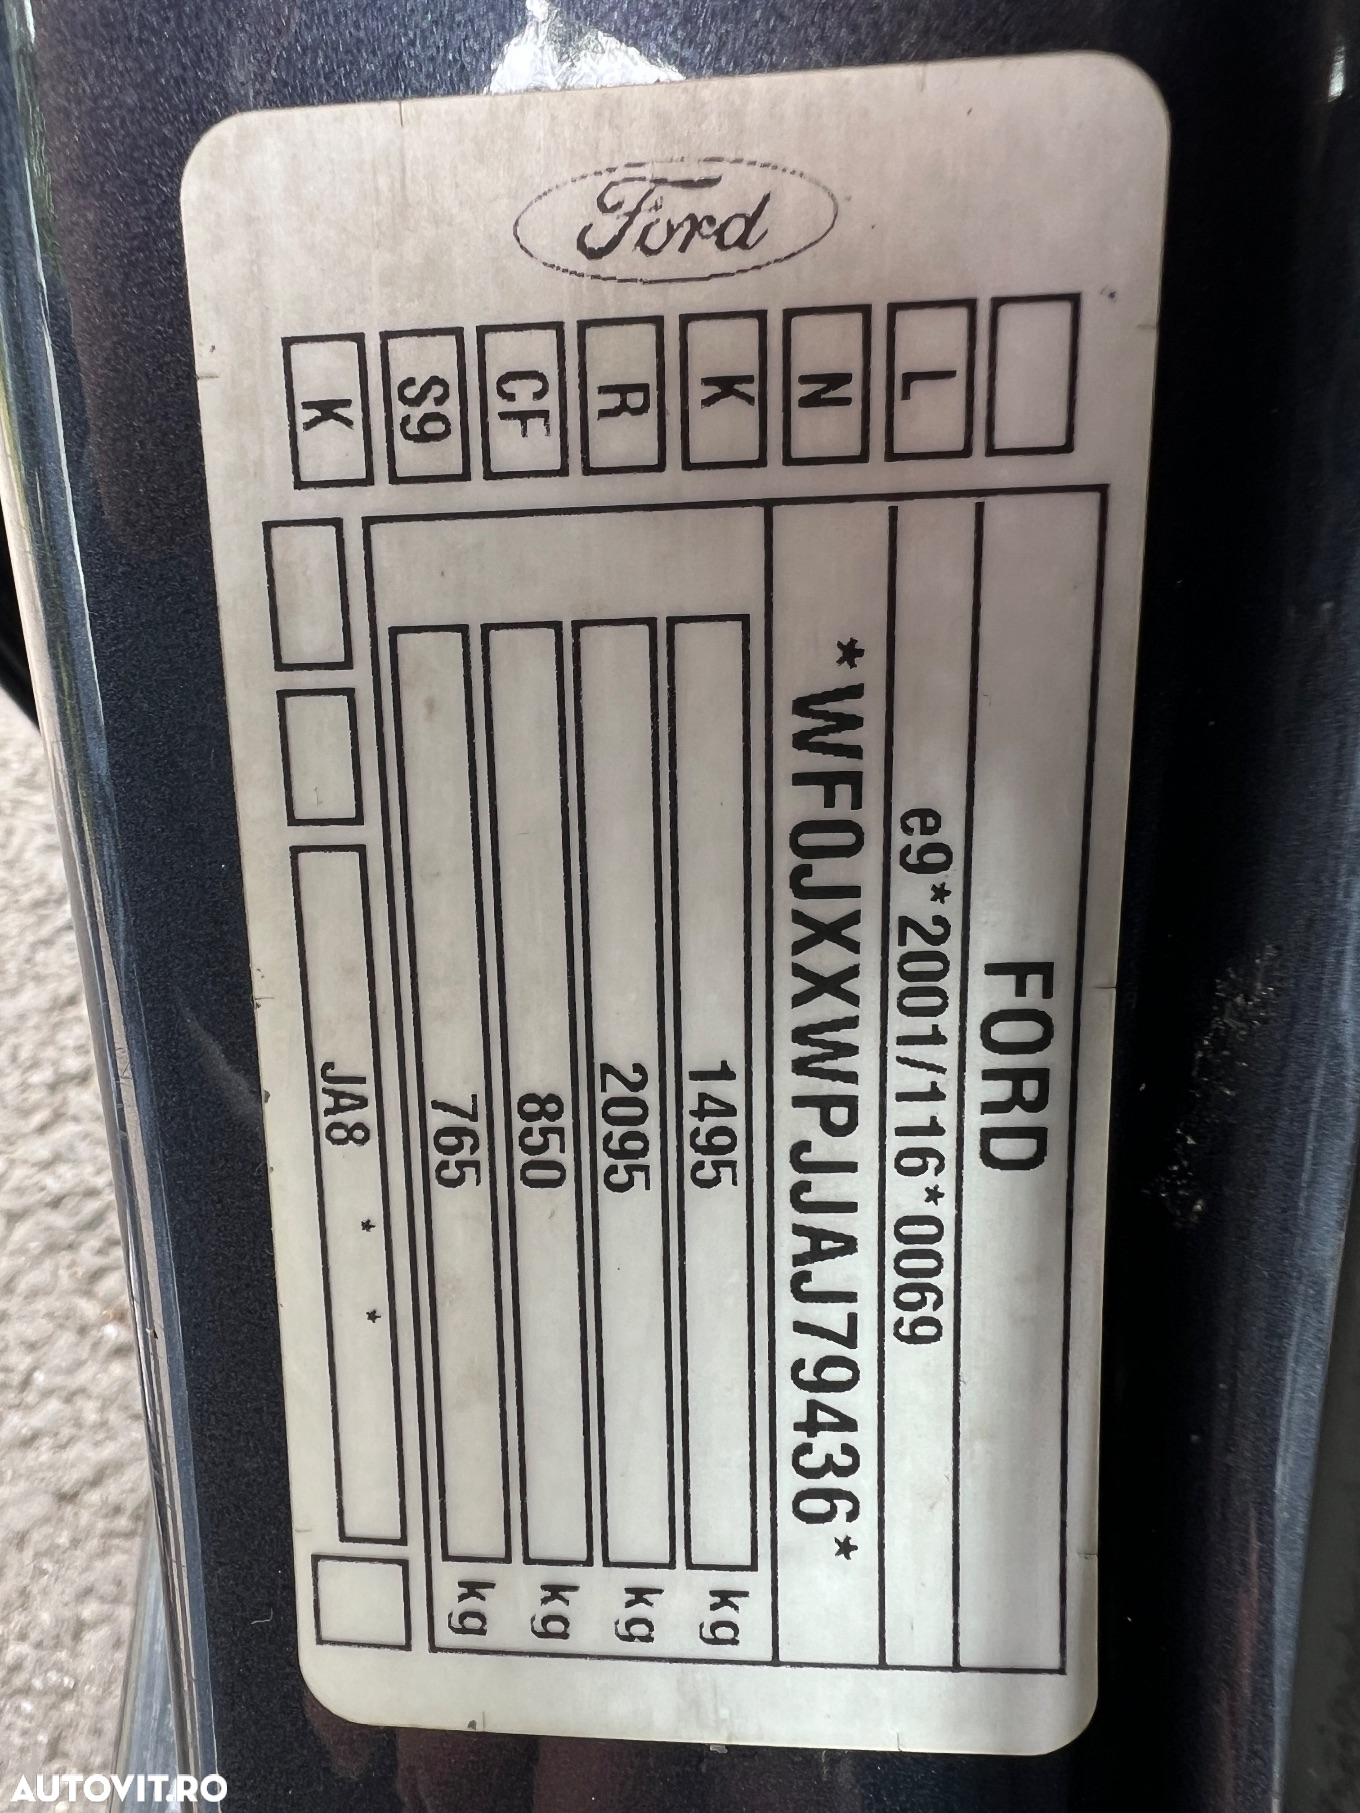 Ford
L
N
K
R
CF
S9
K
FORD
e9*2001/116*0069
*WF0JXXWPJJAJ79436*
1495 kg
2095 kg
850 kg
765 kg
JA8 * *
AUTOVIT.RO